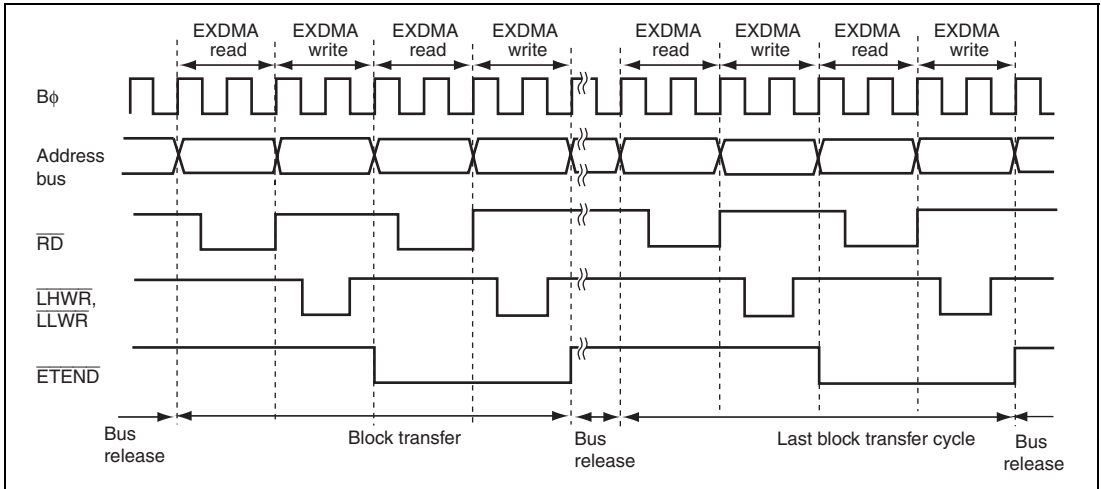 EXDMA EXDMA EXDMA EXDMA EXDMA EXDMA EXDMA EXDMA
read write read write read write read write
Bϕ
Address
bus
RD
LHWR,
LLWR
ETEND
Bus release
Block transfer
Bus release
Last block transfer cycle
Bus release